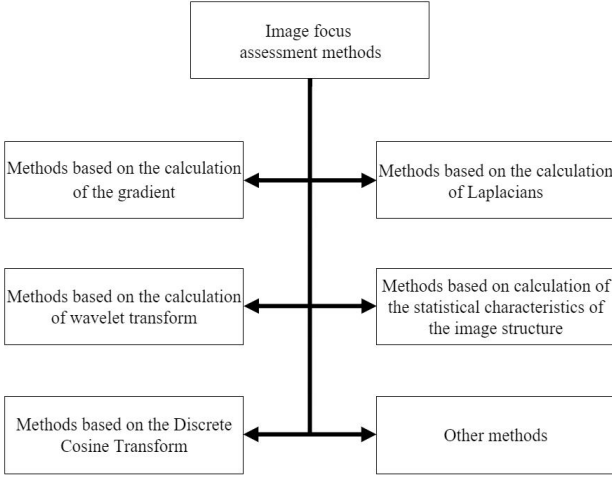 Image focus
assessment methods
Methods based on the calculation
of the gradient
Methods based on the calculation
of Laplacians
Methods based on the calculation
of wavelet transform
Methods based on calculation of
the statistical characteristics of
the image structure
Methods based on the Discrete
Cosine Transform
Other methods